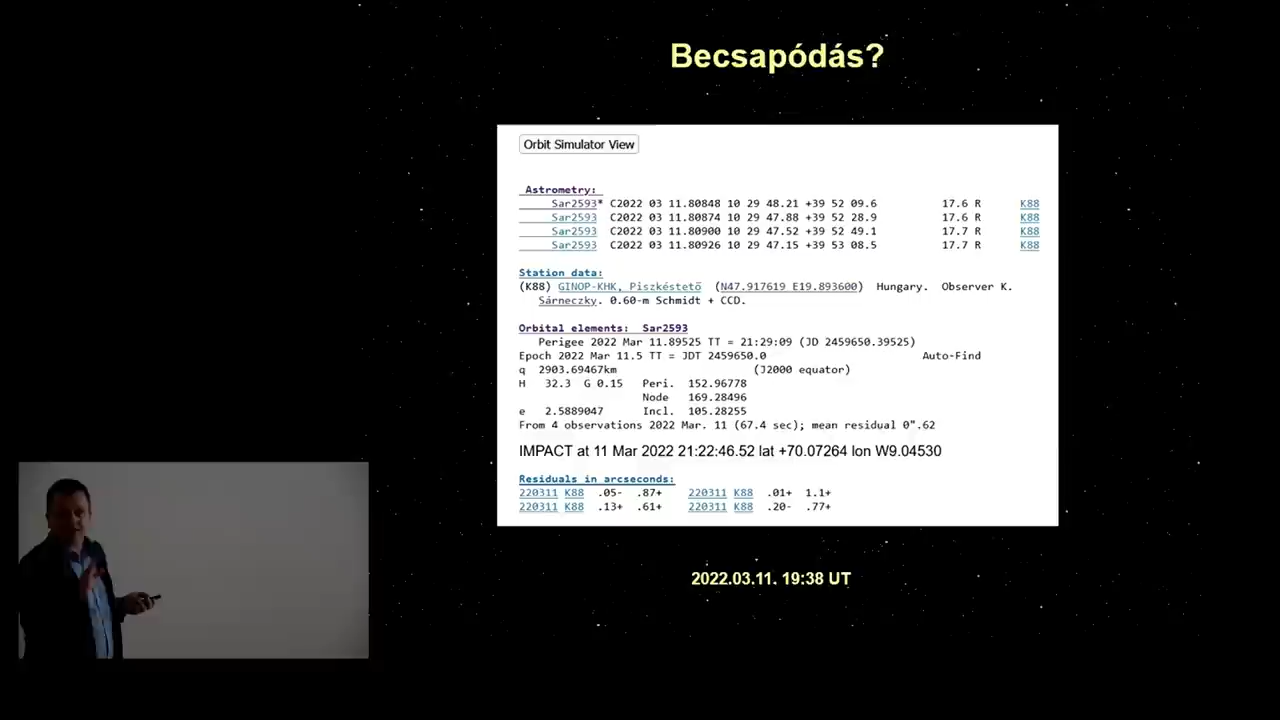 Becsapódás?
Orbit Simulator View
Astrometry:
Sar2593* C2022 03 11.80848 10 29 48.21 +39 52 09.6 17.6 R K88
Sar2593 C2022 03 11.80874 10 29 47.88 +39 52 28.9 17.6 R K88
Sar2593 C2022 03 11.80900 10 29 47.52 +39 52 49.1 17.7 R K88
Sar2593 C2022 03 11.80926 10 29 47.15 +39 53 08.5 17.7 R K88
Station data:
(K88) GINOP-KHK, Piszkéstető (N47.917619 E19.893600) Hungary. Observer K.
Sárneczky. 0.60-m Schmidt + CCD.
Orbital elements: Sar2593
Perigee 2022 Mar 11.89525 TT = 21:29:09 (JD 2459650.39525)
Epoch 2022 Mar 11.5 TT = JDT 2459650.0 Auto-Find
q 2903.69467km (J2000 equator)
H 32.3 G 0.15 Peri. 152.96778
Node 169.28496
e 2.5889047 Incl. 105.28255
From 4 observations 2022 Mar. 11 (67.4 sec); mean residual 0".62
IMPACT at 11 Mar 2022 21:22:46.52 lat +70.07264 lon W9.04530
Residuals in arcseconds:
220311 K88 .05- .87+ 220311 K88 .01+ 1.1+
220311 K88 .13+ .61+ 220311 K88 .20- .77+
2022.03.11. 19:38 UT